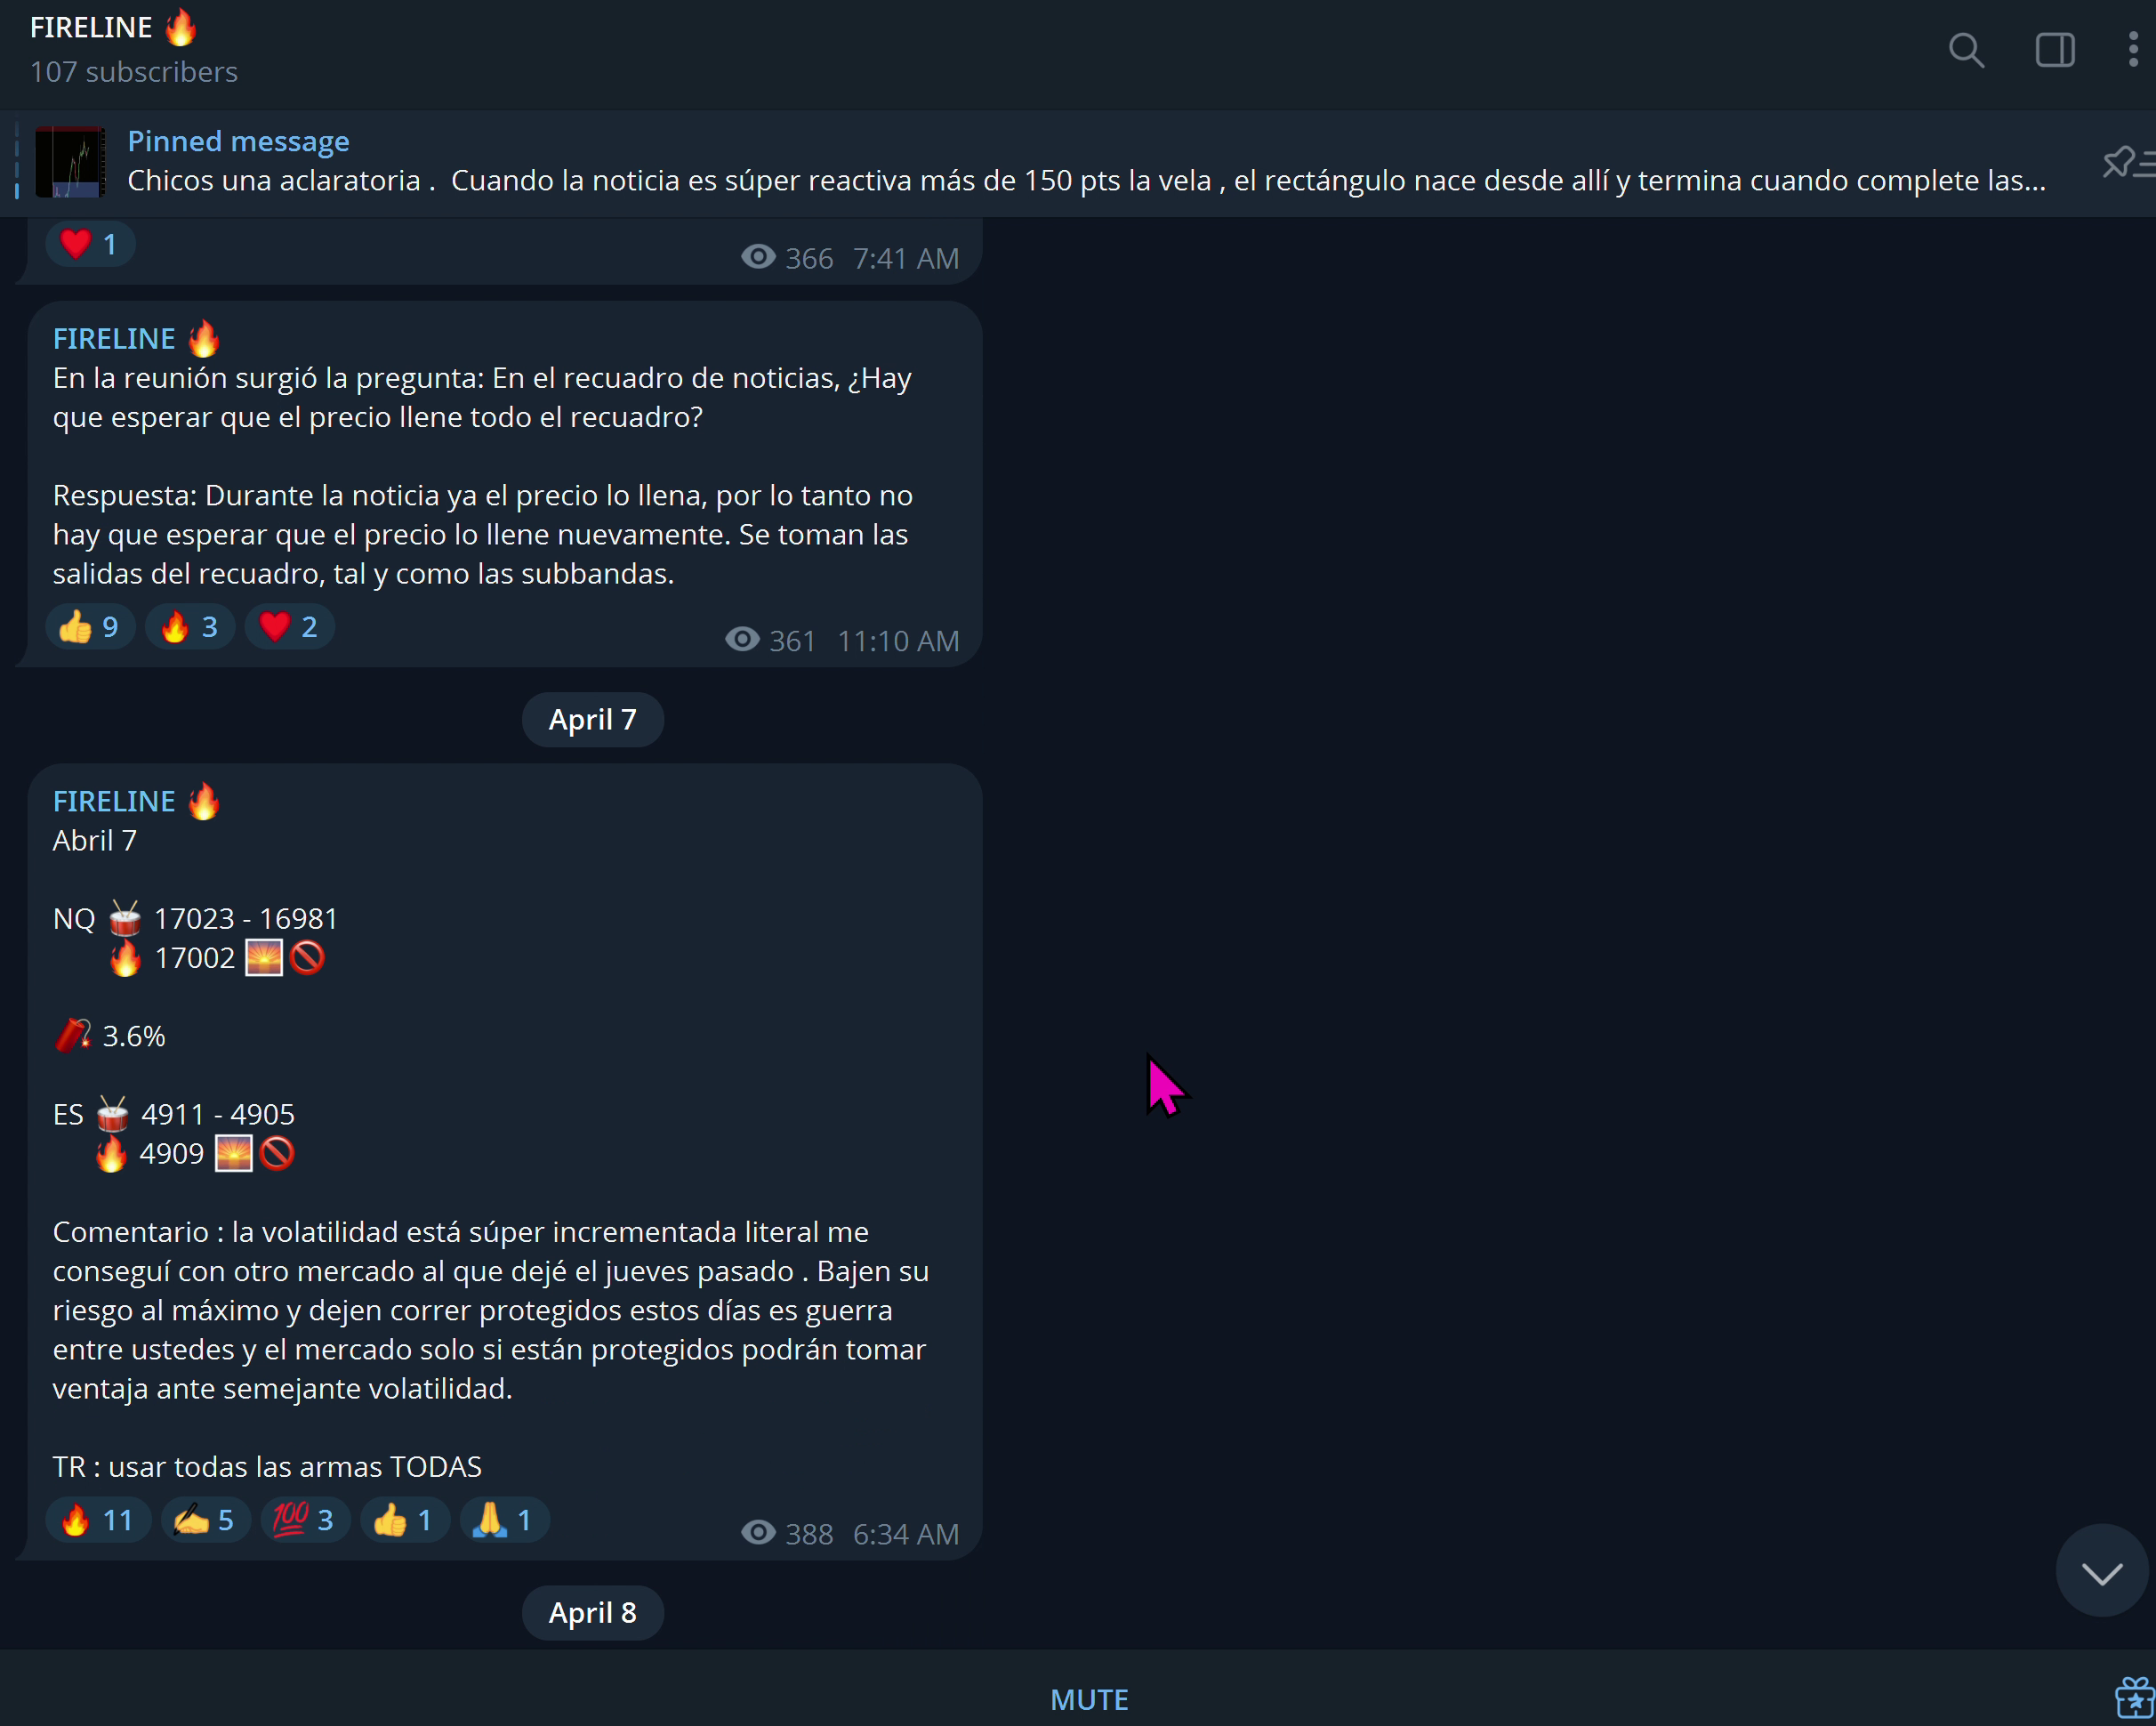 FIRELINE 🔥
107 subscribers
Pinned message
Chicos una aclaratoria .  Cuando la noticia es súper reactiva más de 150 pts la vela , el rectángulo nace desde allí y termina cuando complete las...
❤️ 1
366 7:41 AM
FIRELINE 🔥
En la reunión surgió la pregunta: En el recuadro de noticias, ¿Hay
que esperar que el precio llene todo el recuadro?
Respuesta: Durante la noticia ya el precio lo llena, por lo tanto no
hay que esperar que el precio lo llene nuevamente. Se toman las
salidas del recuadro, tal y como las subbandas.
👍 9 🔥 3 ❤️ 2
361 11:10 AM
April 7
FIRELINE 🔥
Abril 7
NQ 🥁 17023 - 16981
🔥 17002 🌅🚫
🧨 3.6%
ES 🥁 4911 - 4905
🔥 4909 🌅🚫
Comentario : la volatilidad está súper incrementada literal me
conseguí con otro mercado al que dejé el jueves pasado . Bajen su
riesgo al máximo y dejen correr protegidos estos días es guerra
entre ustedes y el mercado solo si están protegidos podrán tomar
ventaja ante semejante volatilidad.
TR : usar todas las armas TODAS
🔥 11 ✍️ 5 💯 3 👍 1 🙏 1
388 6:34 AM
April 8
MUTE